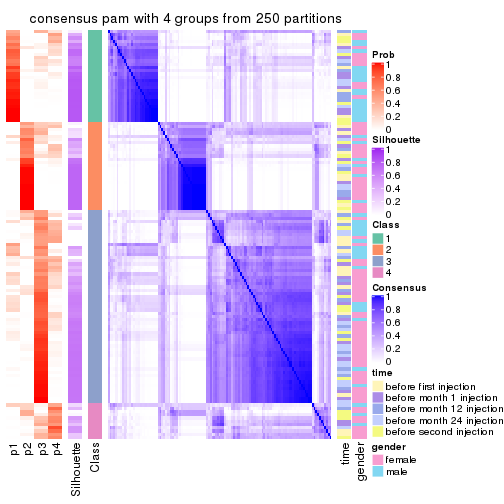 consensus pam with 4 groups from 250 partitions
Prob
1
0.8
0.6
0.4
0.2
0
Silhouette
1
0.8
0.6
0.4
0.2
0
Class
1
2
3
4
Consensus
1
0.8
0.6
0.4
0.2
0
time
before first injection
before month 1 injection
before month 12 injection
before month 24 injection
before second injection
gender
female
male
p1
p2
p3
p4
Silhouette
Class
time
gender